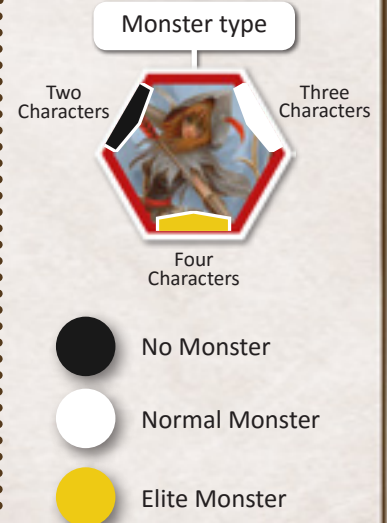 Monster type
Two
Characters
Three
Characters
Four
Characters
No Monster
Normal Monster
Elite Monster